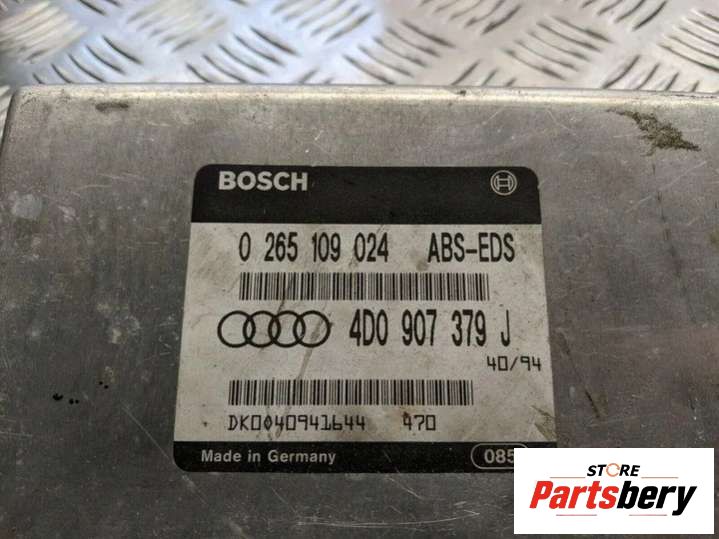 BOSCH
0 265 109 024 ABS-EDS
4D0 907 379 J
40/94
DK0040941644 470
Made in Germany 085
STORE
Partsbery